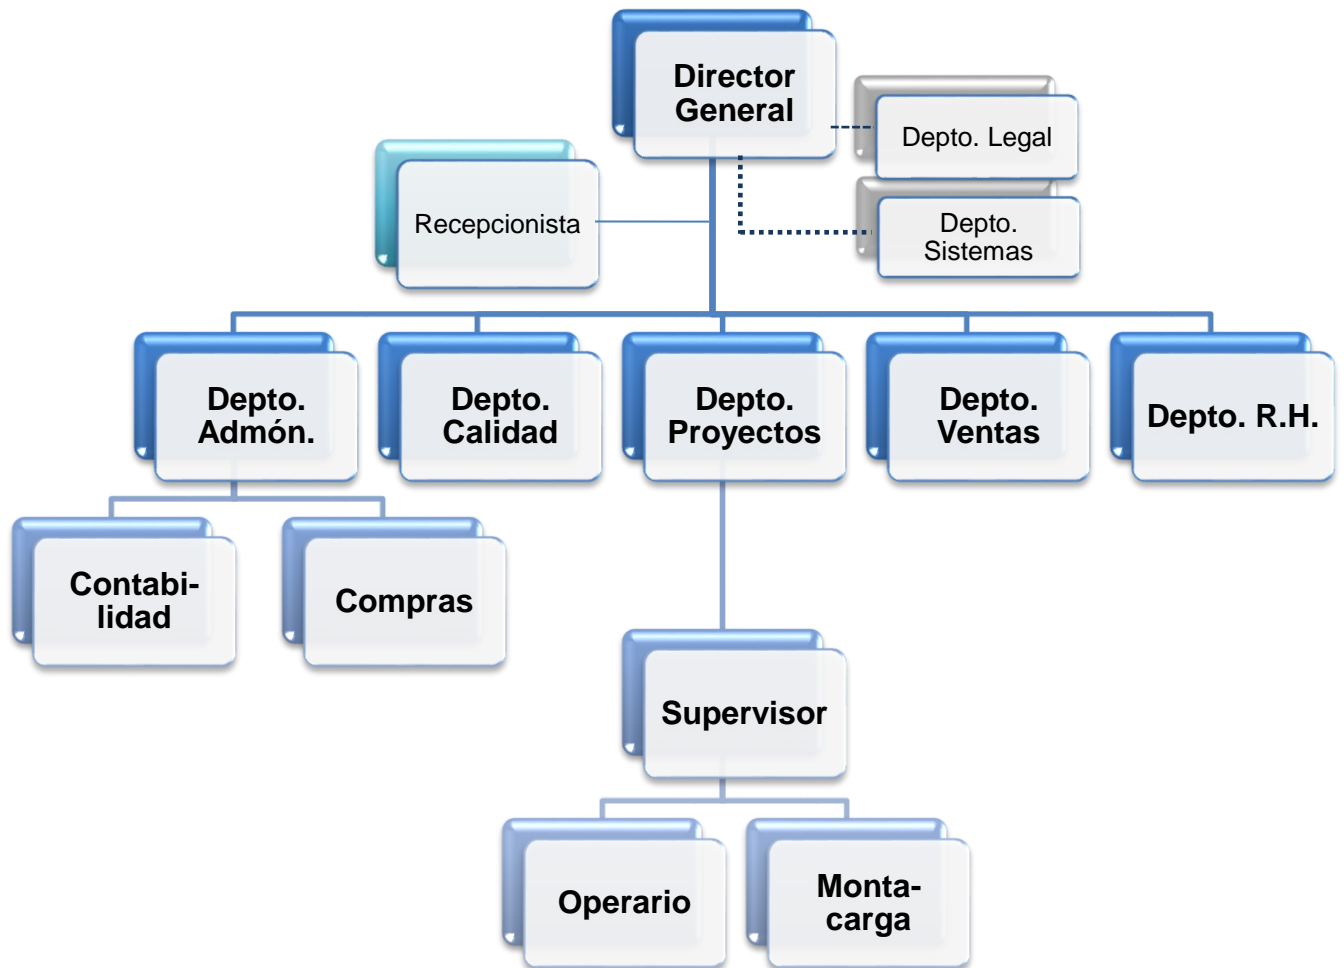 Director
General
Depto. Legal
Recepcionista
Depto.
Sistemas
Depto.
Admón.
Depto.
Calidad
Depto.
Proyectos
Depto.
Ventas
Depto. R.H.
Contabi-
lidad
Compras
Supervisor
Operario
Monta-
carga